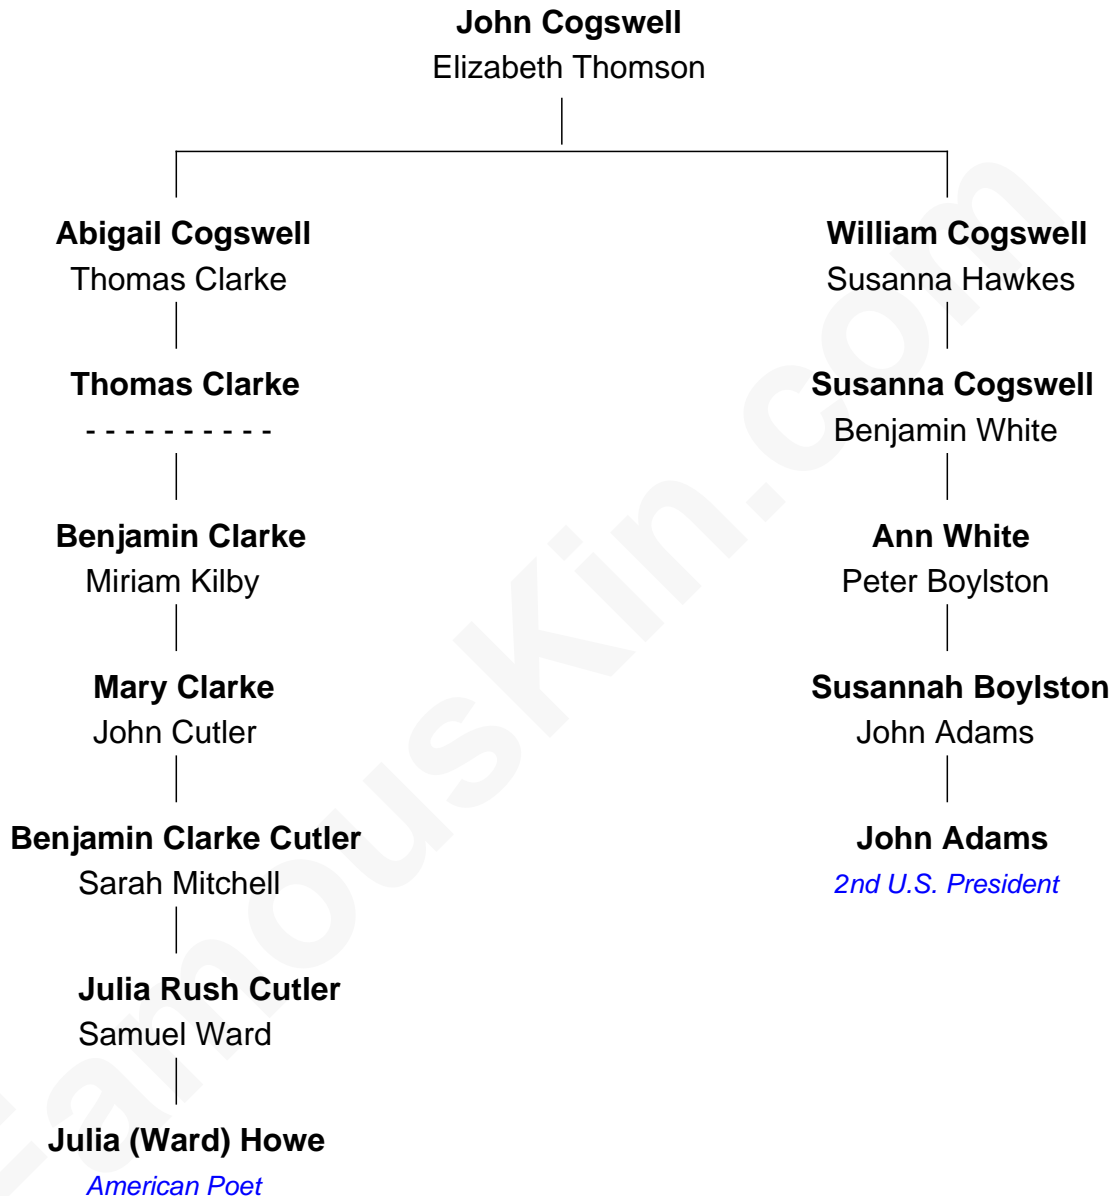 John Cogswell
Elizabeth Thomson
Abigail Cogswell
Thomas Clarke
William Cogswell
Susanna Hawkes
Thomas Clarke
- - - - - - - - - -
Susanna Cogswell
Benjamin White
Benjamin Clarke
Miriam Kilby
Ann White
Peter Boylston
Mary Clarke
John Cutler
Susannah Boylston
John Adams
Benjamin Clarke Cutler
Sarah Mitchell
John Adams
2nd U.S. President
Julia Rush Cutler
Samuel Ward
Julia (Ward) Howe
American Poet
FamousKin.com